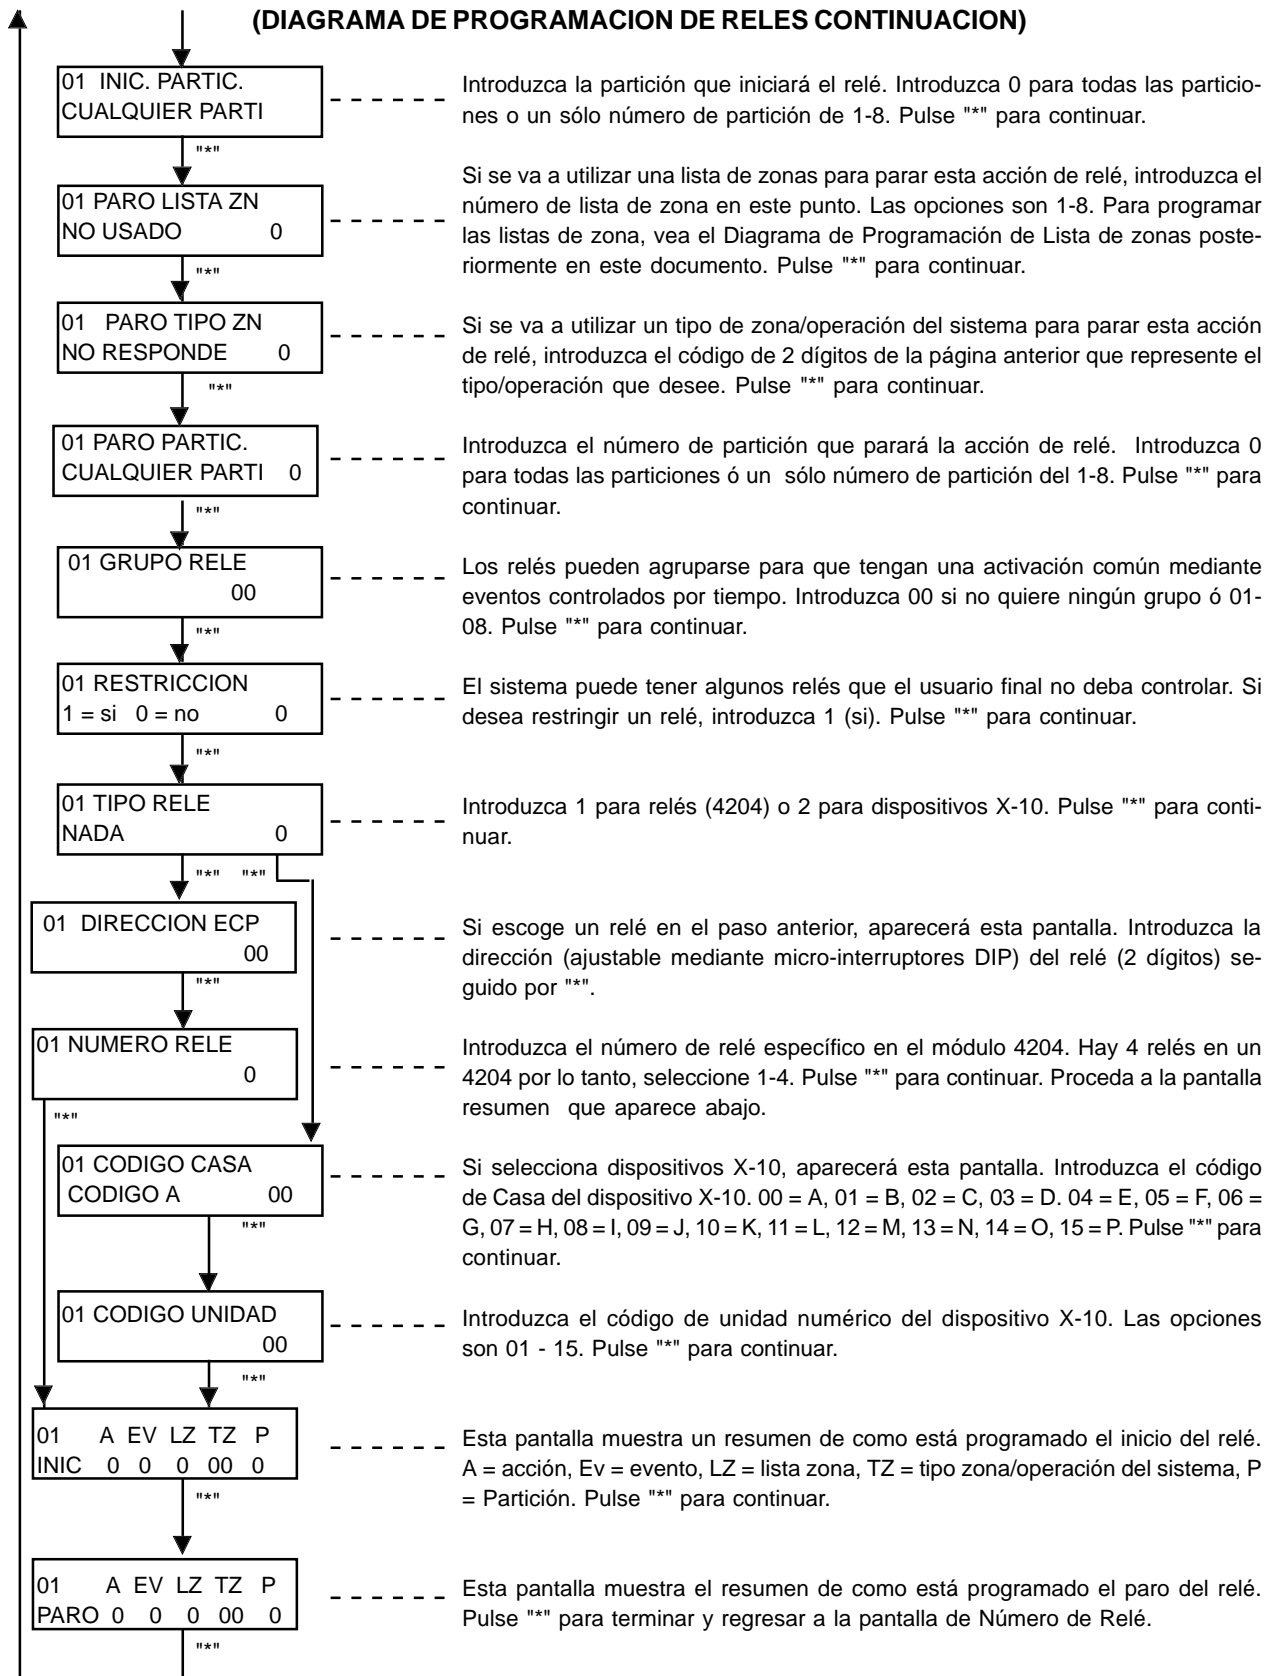 (DIAGRAMA DE PROGRAMACION DE RELES CONTINUACION)
01 INIC. PARTIC.
CUALQUIER PARTI
Introduzca la partición que iniciará el relé. Introduzca 0 para todas las particio-
nes o un sólo número de partición de 1-8. Pulse "*" para continuar.
"*"
01 PARO LISTA ZN
NO USADO 0
Si se va a utilizar una lista de zonas para parar esta acción de relé, introduzca el
número de lista de zona en este punto. Las opciones son 1-8. Para programar
las listas de zona, vea el Diagrama de Programación de Lista de zonas poste-
riormente en este documento. Pulse "*" para continuar.
"*"
01 PARO TIPO ZN
NO RESPONDE 0
Si se va a utilizar un tipo de zona/operación del sistema para parar esta acción
de relé, introduzca el código de 2 dígitos de la página anterior que represente el
tipo/operación que desee. Pulse "*" para continuar.
"*"
01 PARO PARTIC.
CUALQUIER PARTI 0
Introduzca el número de partición que parará la acción de relé. Introduzca 0
para todas las particiones ó un sólo número de partición del 1-8. Pulse "*" para
continuar.
"*"
01 GRUPO RELE
00
Los relés pueden agruparse para que tengan una activación común mediante
eventos controlados por tiempo. Introduzca 00 si no quiere ningún grupo ó 01-
08. Pulse "*" para continuar.
"*"
01 RESTRICCION
1 = si 0 = no 0
El sistema puede tener algunos relés que el usuario final no deba controlar. Si
desea restringir un relé, introduzca 1 (si). Pulse "*" para continuar.
"*"
01 TIPO RELE
NADA 0
Introduzca 1 para relés (4204) o 2 para dispositivos X-10. Pulse "*" para conti-
nuar.
"*" "*"
01 DIRECCION ECP
00
Si escoge un relé en el paso anterior, aparecerá esta pantalla. Introduzca la
dirección (ajustable mediante micro-interruptores DIP) del relé (2 dígitos) se-
guido por "*".
"*"
01 NUMERO RELE
0
Introduzca el número de relé específico en el módulo 4204. Hay 4 relés en un
4204 por lo tanto, seleccione 1-4. Pulse "*" para continuar. Proceda a la pantalla
resumen que aparece abajo.
"*"
01 CODIGO CASA
CODIGO A 00
Si selecciona dispositivos X-10, aparecerá esta pantalla. Introduzca el código
de Casa del dispositivo X-10. 00 = A, 01 = B, 02 = C, 03 = D. 04 = E, 05 = F, 06 =
G, 07 = H, 08 = I, 09 = J, 10 = K, 11 = L, 12 = M, 13 = N, 14 = O, 15 = P. Pulse "*" para
continuar.
"*"
01 CODIGO UNIDAD
00
Introduzca el código de unidad numérico del dispositivo X-10. Las opciones
son 01 - 15. Pulse "*" para continuar.
"*"
01 A EV LZ TZ P
INIC 0 0 0 00 0
Esta pantalla muestra un resumen de como está programado el inicio del relé.
A = acción, Ev = evento, LZ = lista zona, TZ = tipo zona/operación del sistema, P
= Partición. Pulse "*" para continuar.
"*"
01 A EV LZ TZ P
PARO 0 0 0 00 0
Esta pantalla muestra el resumen de como está programado el paro del relé.
Pulse "*" para terminar y regresar a la pantalla de Número de Relé.
"*"